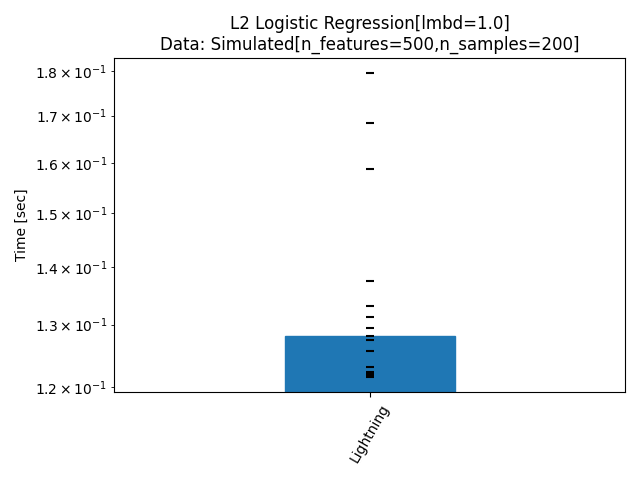 L2 Logistic Regression[lmbd=1.0]
Data: Simulated[n_features=500,n_samples=200]
1.8 × 10⁻¹
1.7 × 10⁻¹
1.6 × 10⁻¹
1.5 × 10⁻¹
1.4 × 10⁻¹
1.3 × 10⁻¹
1.2 × 10⁻¹
Time [sec]
Lightning